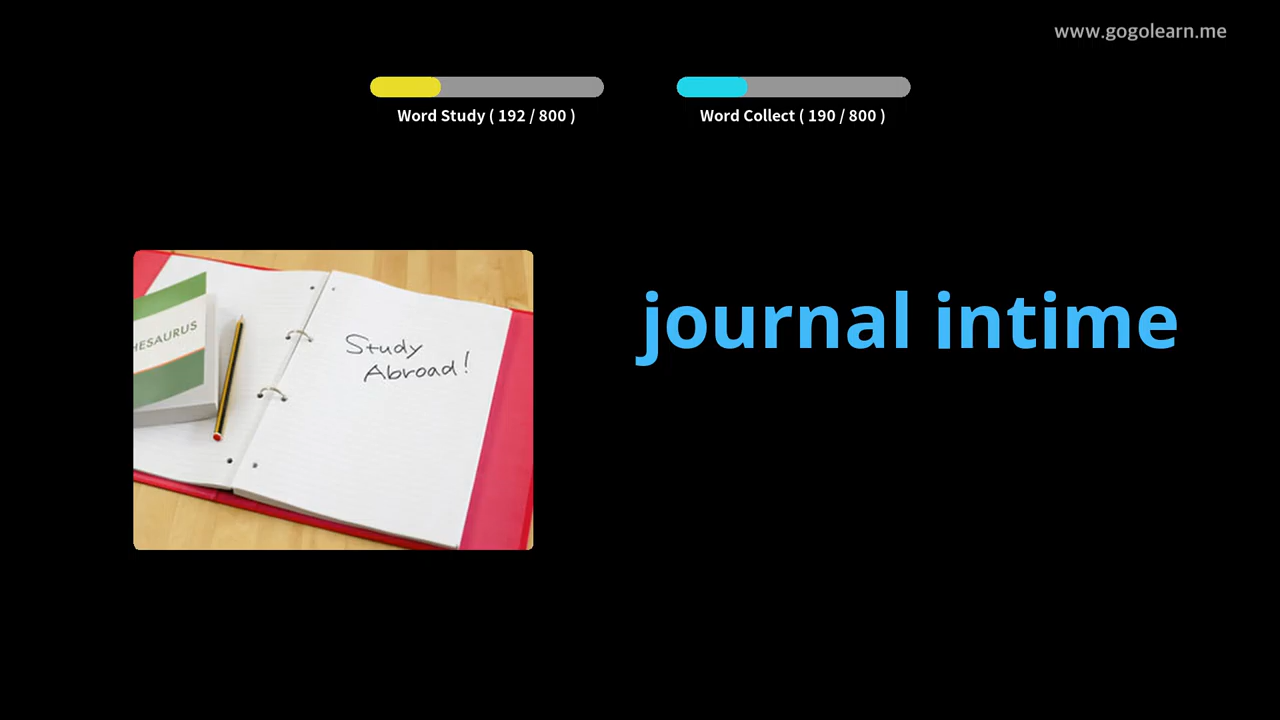 www.gogolearn.me
Word Study ( 192 / 800 )
Word Collect ( 190 / 800 )
journal intime
HESAURUS
Study
Abroad!